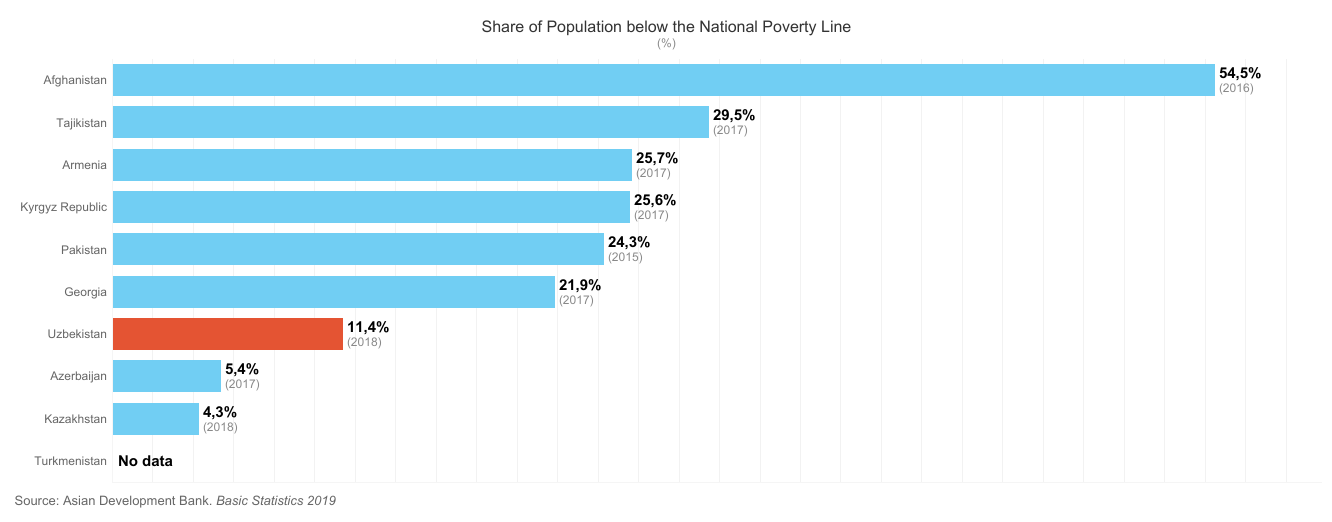 Share of Population below the National Poverty Line
(%)
Afghanistan
54,5%
(2016)
Tajikistan
29,5%
(2017)
Armenia
25,7%
(2017)
Kyrgyz Republic
25,6%
(2017)
Pakistan
24,3%
(2015)
Georgia
21,9%
(2017)
Uzbekistan
11,4%
(2018)
Azerbaijan
5,4%
(2017)
Kazakhstan
4,3%
(2018)
Turkmenistan
No data
Source: Asian Development Bank. Basic Statistics 2019